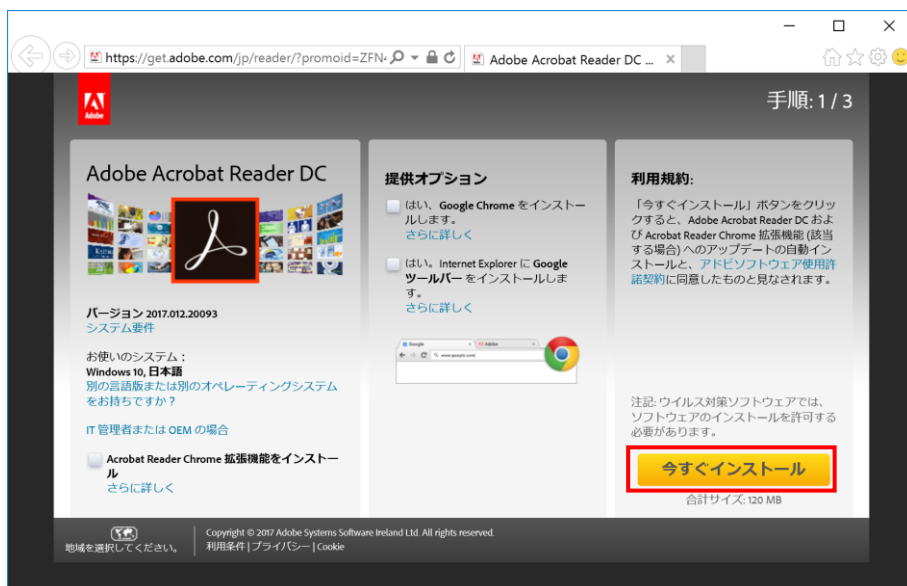 https://get.adobe.com/jp/reader/?promoid=ZFN4
Adobe Acrobat Reader DC ...
Adobe
手順: 1 / 3
Adobe Acrobat Reader DC
バージョン 2017.012.20093
システム要件
お使いのシステム :
Windows 10, 日本語
別の言語版または別のオペレーティングシステム
をお持ちですか ?
IT 管理者または OEM の場合
Acrobat Reader Chrome 拡張機能をインストー
ル
さらに詳しく
提供オプション
はい、Google Chrome をインストー
ルします。
さらに詳しく
はい。Internet Explorer に Google
ツールバー をインストールしま
す。
さらに詳しく
Google
Adobe
www.google.com
利用規約:
「今すぐインストール」ボタンをクリッ
クすると、Adobe Acrobat Reader DC およ
び Acrobat Reader Chrome 拡張機能 (該当
する場合) へのアップデートの自動イン
ストールと、アドビソフトウェア使用許
諾契約に同意したものと見なされます。
注記: ウイルス対策ソフトウェアでは、
ソフトウェアのインストールを許可する
必要があります。
今すぐインストール
合計サイズ: 120 MB
地域を選択してください。
Copyright © 2017 Adobe Systems Software Ireland Ltd. All rights reserved.
利用条件 | プライバシー | Cookie